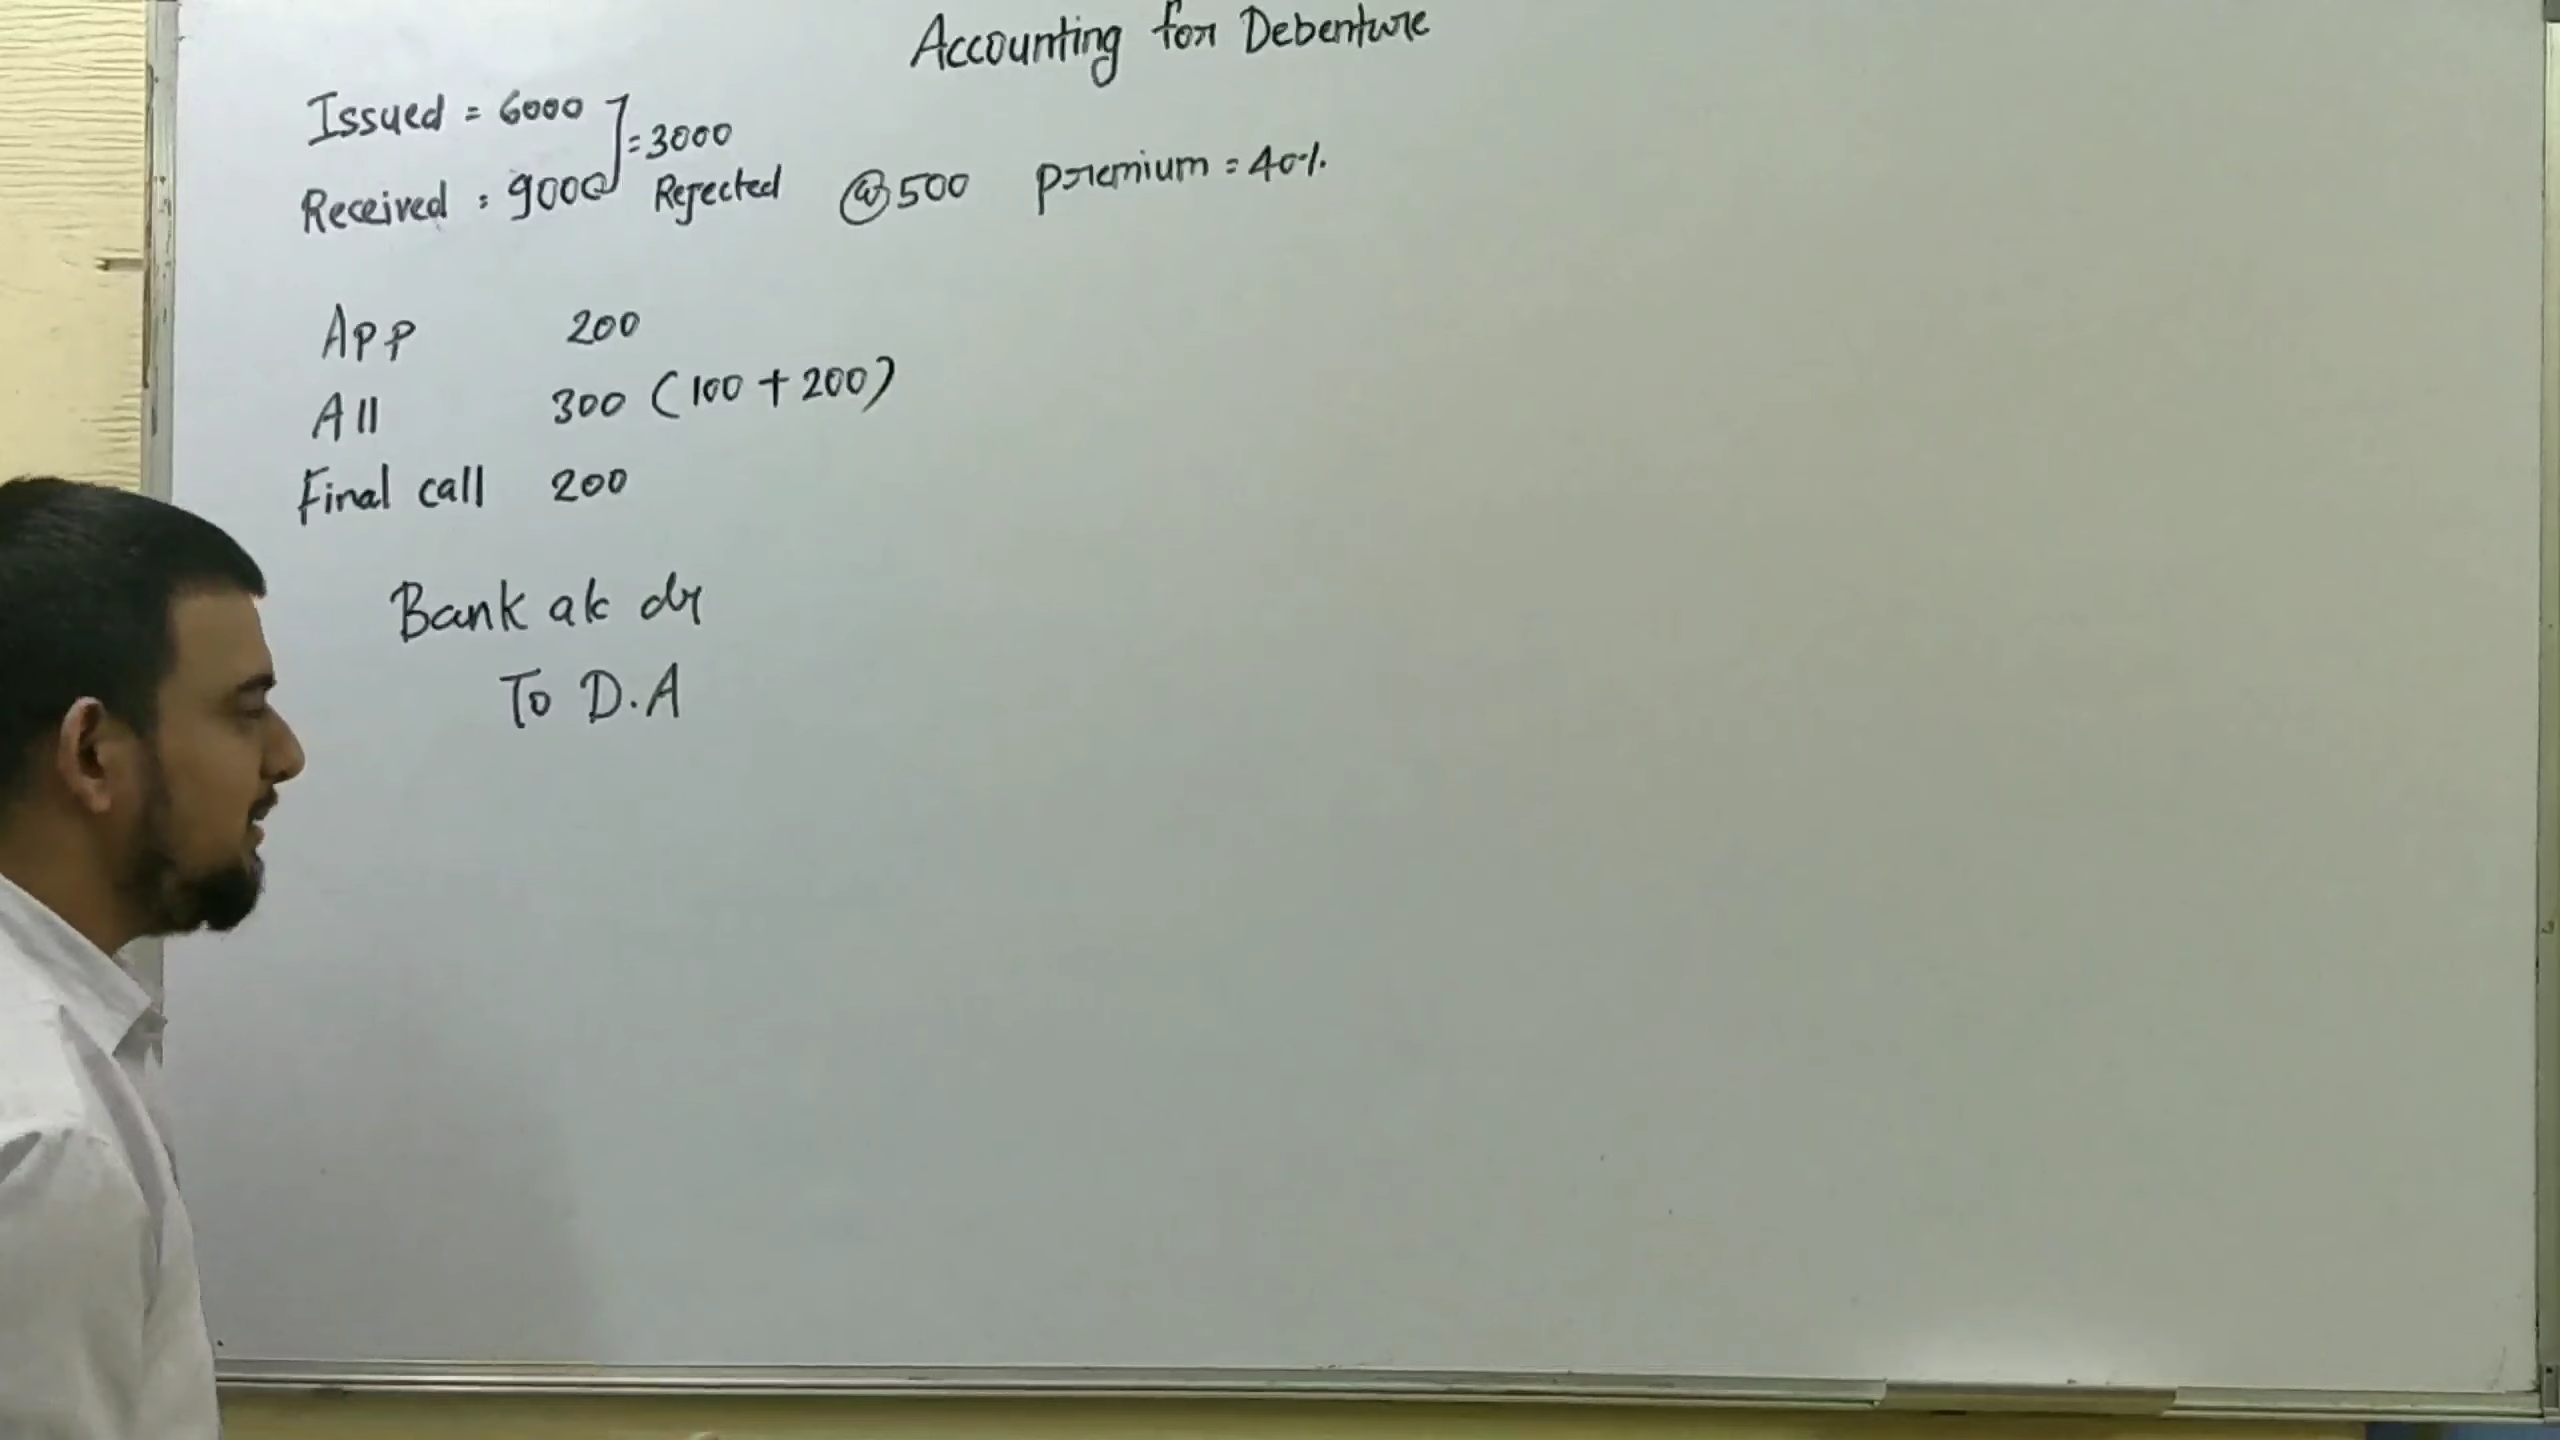 Accounting for Debenture
Issued = 6000
= 3000
Received = 9000 Rejected @500 Premium = 40%
App 200
All 300 (100 + 200)
Final call 200
Bank a/c dr
To D.A